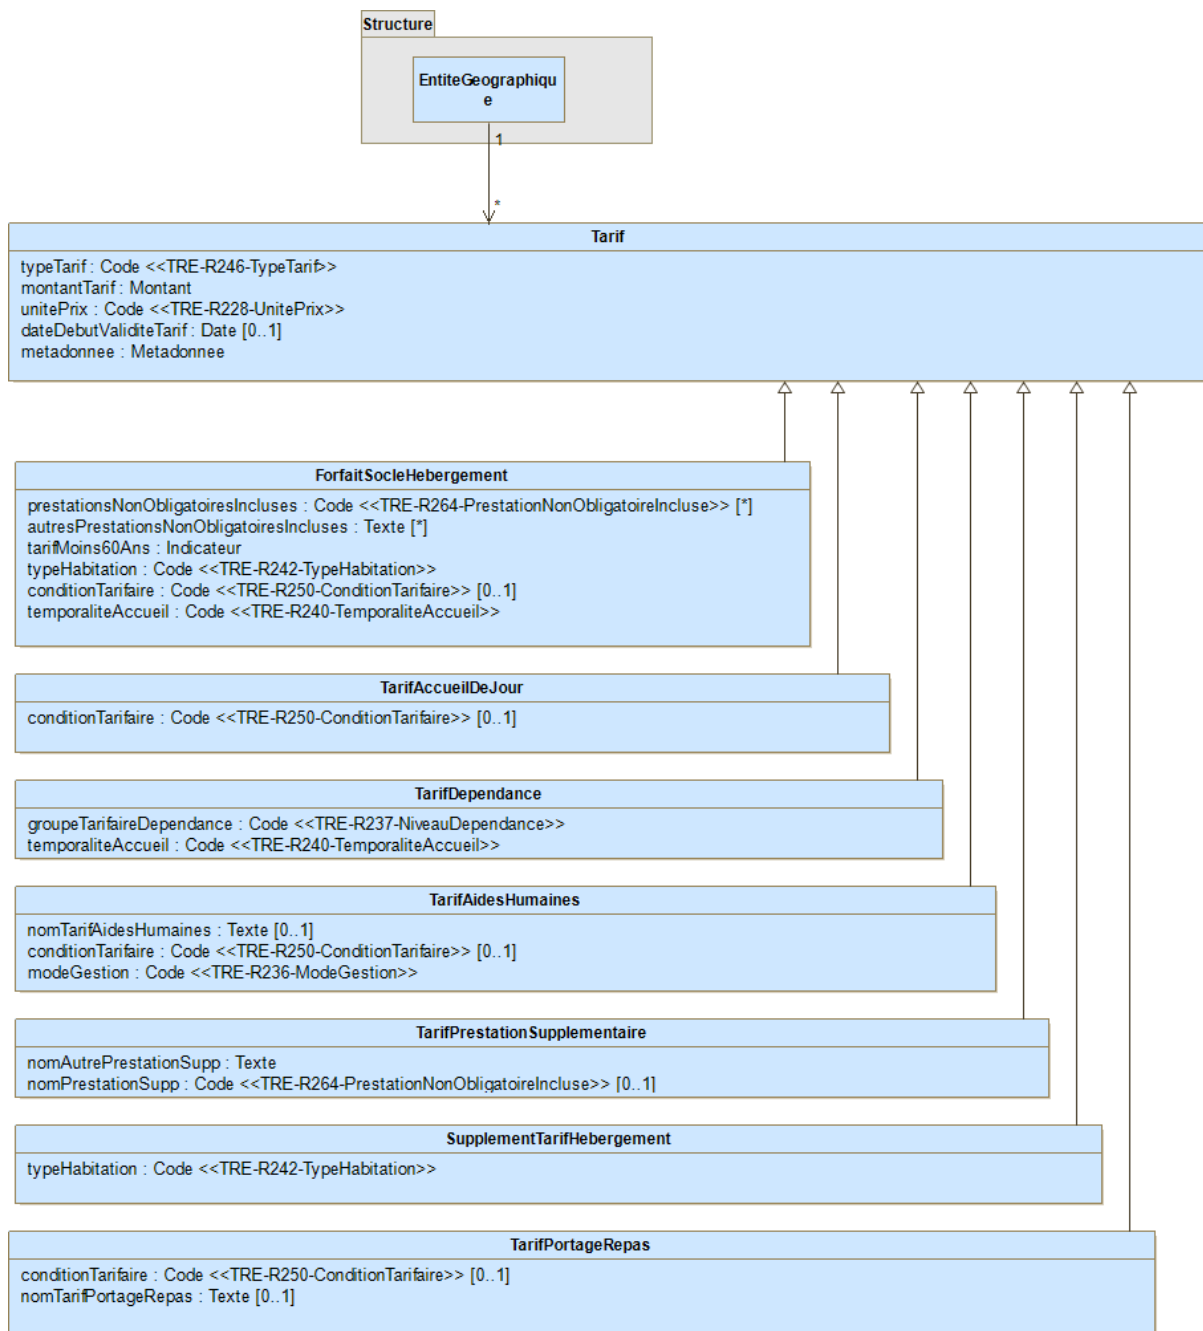 Structure
EntiteGeographiqu
e
1
*
Tarif
typeTarif : Code <<TRE-R246-TypeTarif>>
montantTarif : Montant
unitePrix : Code <<TRE-R228-UnitePrix>>
dateDebutValiditeTarif : Date [0..1]
metadonnee : Metadonnee
ForfaitSocleHebergement
prestationsNonObligatoiresIncluses : Code <<TRE-R264-PrestationNonObligatoireIncluse>> [*]
autresPrestationsNonObligatoiresIncluses : Texte [*]
tarifMoins60Ans : Indicateur
typeHabitation : Code <<TRE-R242-TypeHabitation>>
conditionTarifaire : Code <<TRE-R250-ConditionTarifaire>> [0..1]
temporaliteAccueil : Code <<TRE-R240-TemporaliteAccueil>>
TarifAccueilDeJour
conditionTarifaire : Code <<TRE-R250-ConditionTarifaire>> [0..1]
TarifDependance
groupeTarifaireDependance : Code <<TRE-R237-NiveauDependance>>
temporaliteAccueil : Code <<TRE-R240-TemporaliteAccueil>>
TarifAidesHumaines
nomTarifAidesHumaines : Texte [0..1]
conditionTarifaire : Code <<TRE-R250-ConditionTarifaire>> [0..1]
modeGestion : Code <<TRE-R236-ModeGestion>>
TarifPrestationSupplementaire
nomAutrePrestationSupp : Texte
nomPrestationSupp : Code <<TRE-R264-PrestationNonObligatoireIncluse>> [0..1]
SupplementTarifHebergement
typeHabitation : Code <<TRE-R242-TypeHabitation>>
TarifPortageRepas
conditionTarifaire : Code <<TRE-R250-ConditionTarifaire>> [0..1]
nomTarifPortageRepas : Texte [0..1]